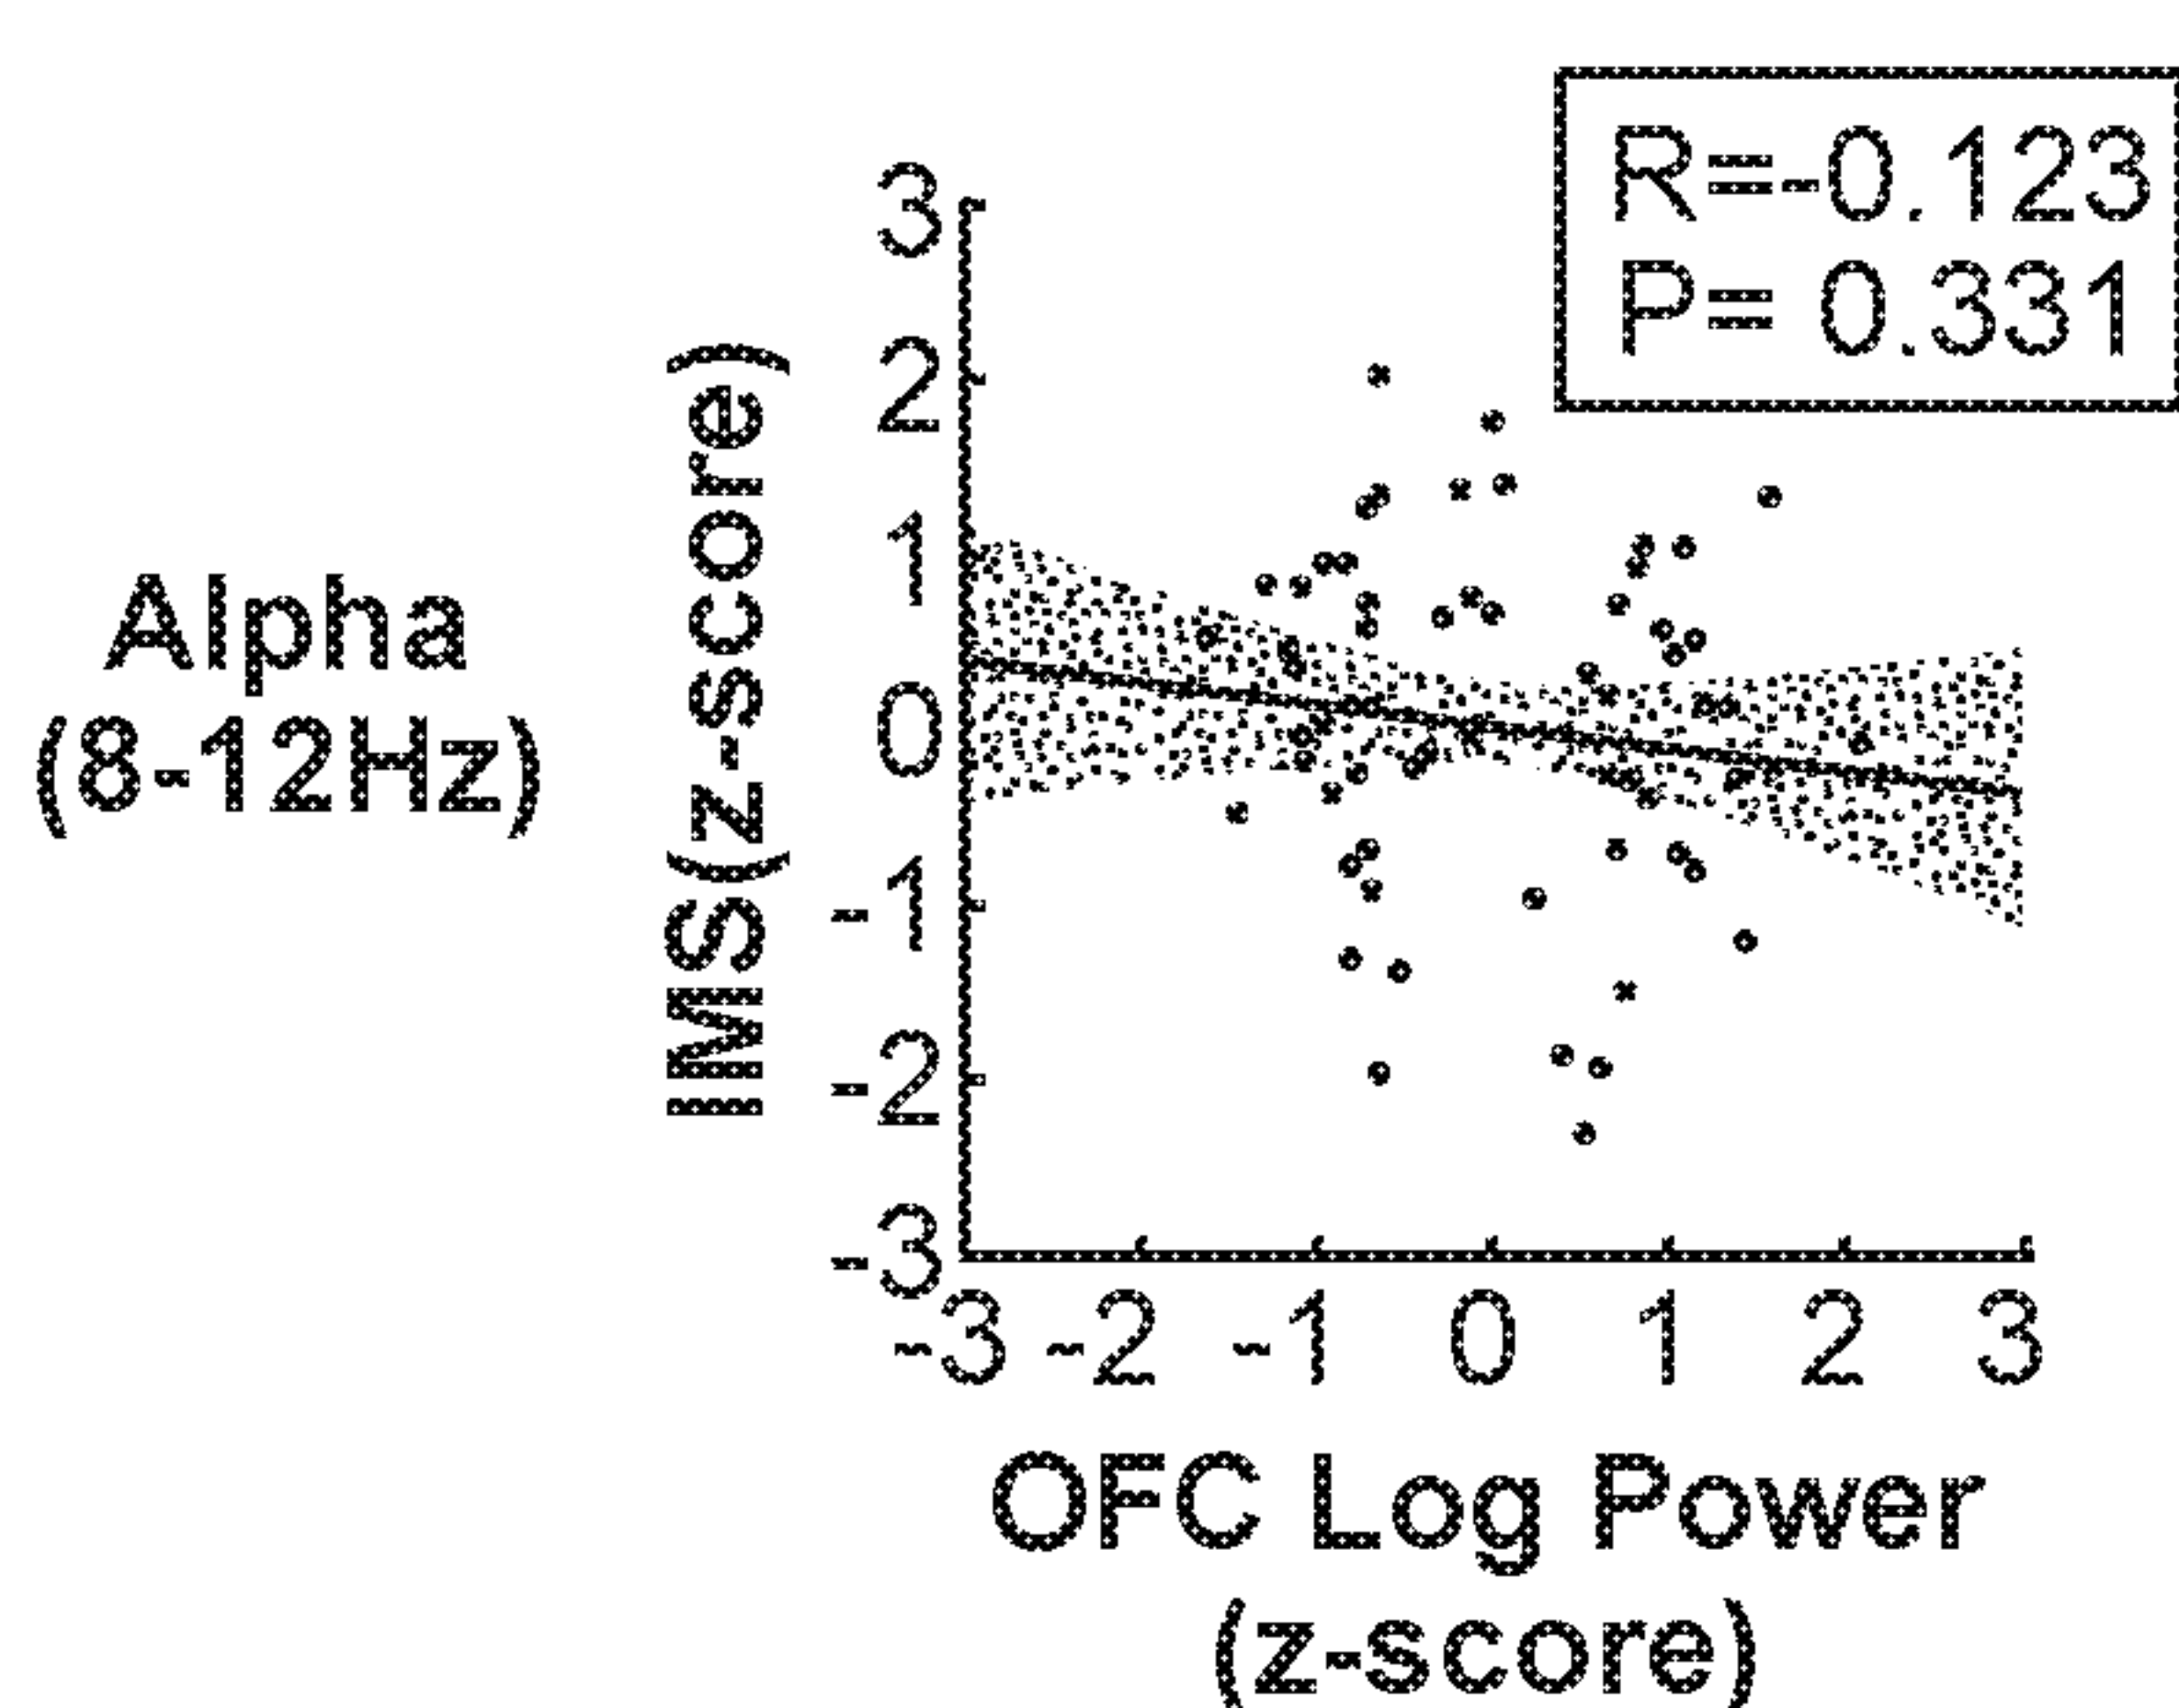 R=-0.123
P= 0.331
Alpha
(8-12Hz)
IMS(z-score)
3
2
1
0
-1
-2
-3
-3 -2 -1 0 1 2 3
OFC Log Power
(z-score)